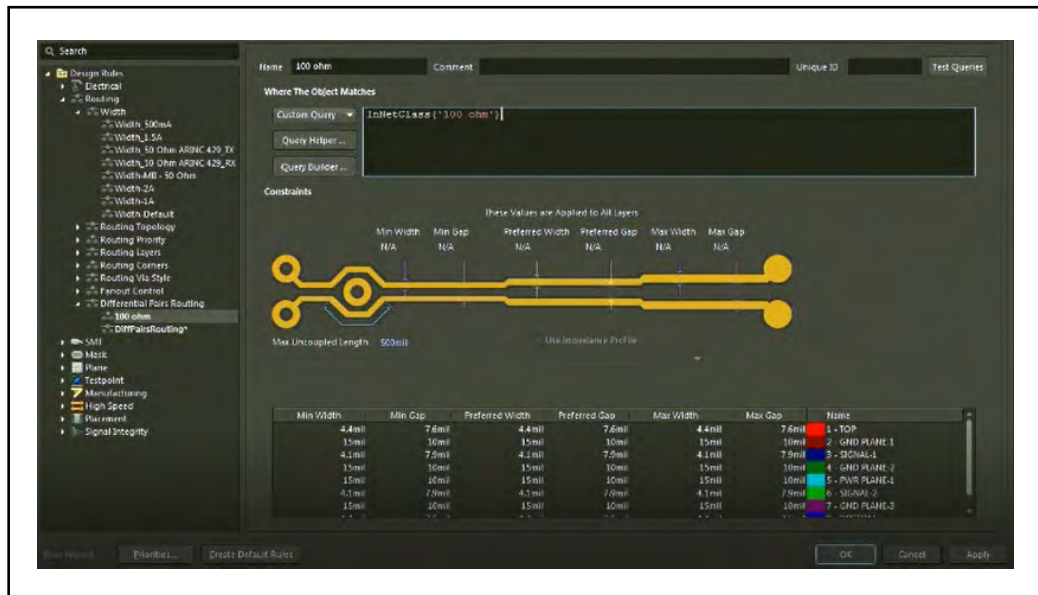 Search
Name 100 ohm Comment Unique ID Test Queries
Design Rules
Electrical
Routing
Width
Width_500mA
Width_1.5A
Width_50 Ohm ARINC 429_TX
Width_50 Ohm ARINC 429_RX
Width-MII - 50 Ohm
Width-2A
Width-1A
Width-Default
Routing Topology
Routing Priority
Routing Layers
Routing Corners
Routing Via Style
Fanout Control
Differential Pairs Routing
100 ohm
DiffPairsRouting*
SMT
Mask
Plane
Testpoint
Manufacturing
High Speed
Placement
Signal Integrity
Where The Object Matches
Custom Query InNetClass('100 ohm')
Query Helper ...
Query Builder ...
Constraints
These Values are Applied to All Layers
Min Width Min Gap Preferred Width Preferred Gap Max Width Max Gap
N/A N/A N/A N/A N/A N/A
Max Uncoupled Length 500mil Use Impedance Profile
Min Width Min Gap Preferred Width Preferred Gap Max Width Max Gap Name
4.4mil 7.6mil 4.4mil 7.6mil 4.4mil 7.6mil 1 - TOP
15mil 10mil 15mil 10mil 15mil 10mil 2 - GND PLANE-1
4.1mil 7.9mil 4.1mil 7.9mil 4.1mil 7.9mil 3 - SIGNAL-1
15mil 10mil 15mil 10mil 15mil 10mil 4 - GND PLANE-2
15mil 10mil 15mil 10mil 15mil 10mil 5 - PWR PLANE-1
4.1mil 7.9mil 4.1mil 7.9mil 4.1mil 7.9mil 6 - SIGNAL-2
15mil 10mil 15mil 10mil 15mil 10mil 7 - GND PLANE-3
Priorities... Create Default Rules OK Cancel Apply